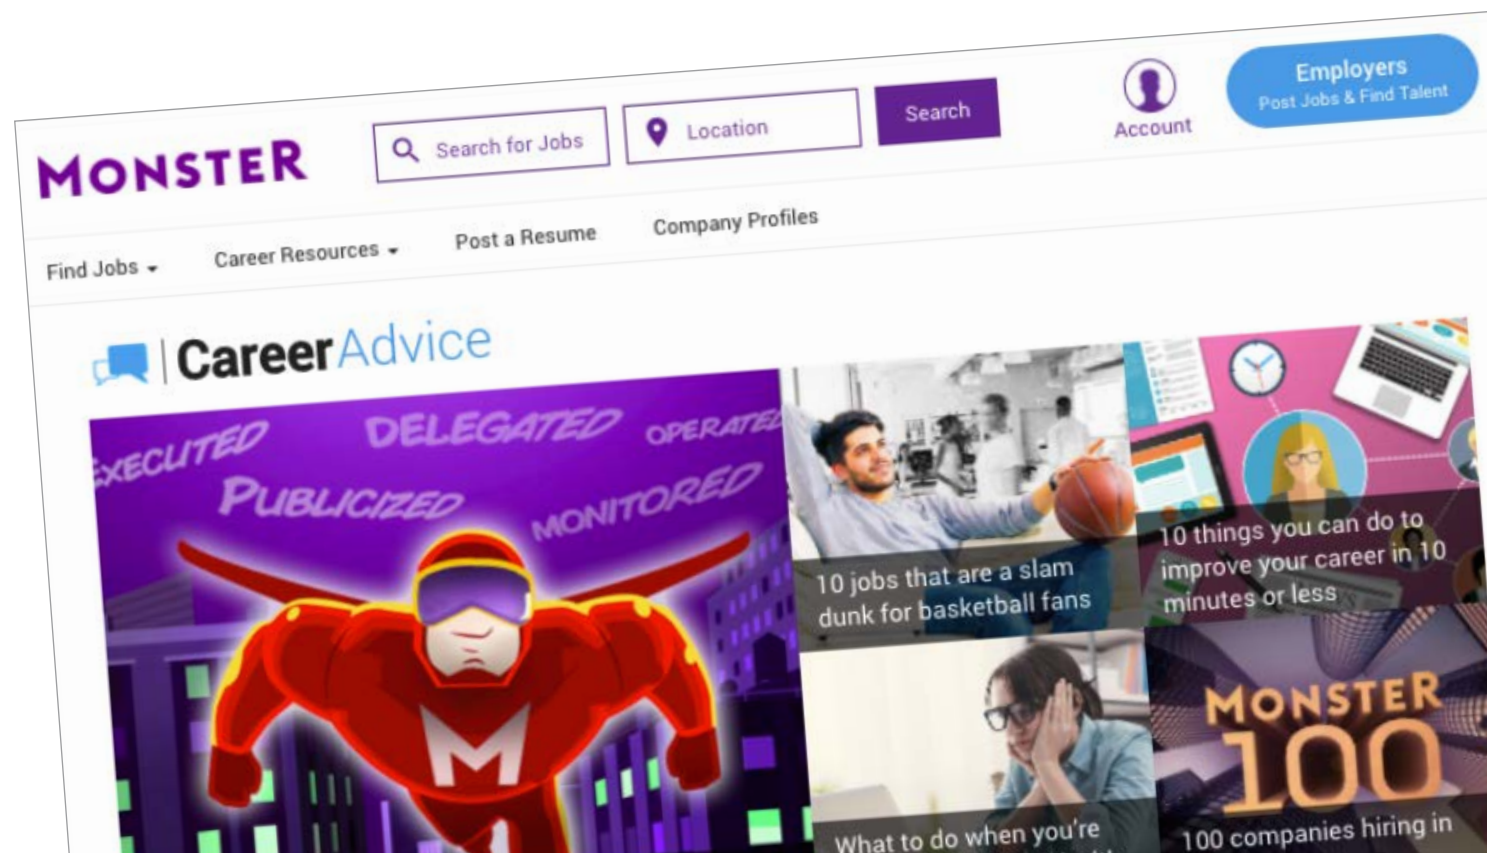 MONSTER
Search for Jobs
Location
Search
Account
Employers
Post Jobs & Find Talent
Find Jobs
Career Resources
Post a Resume
Company Profiles
CareerAdvice
EXECUTED
DELEGATED
OPERATED
PUBLICIZED
MONITORED
M
10 jobs that are a slam
dunk for basketball fans
10 things you can do to
improve your career in 10
minutes or less
What to do when you're
MONSTER
100
100 companies hiring in